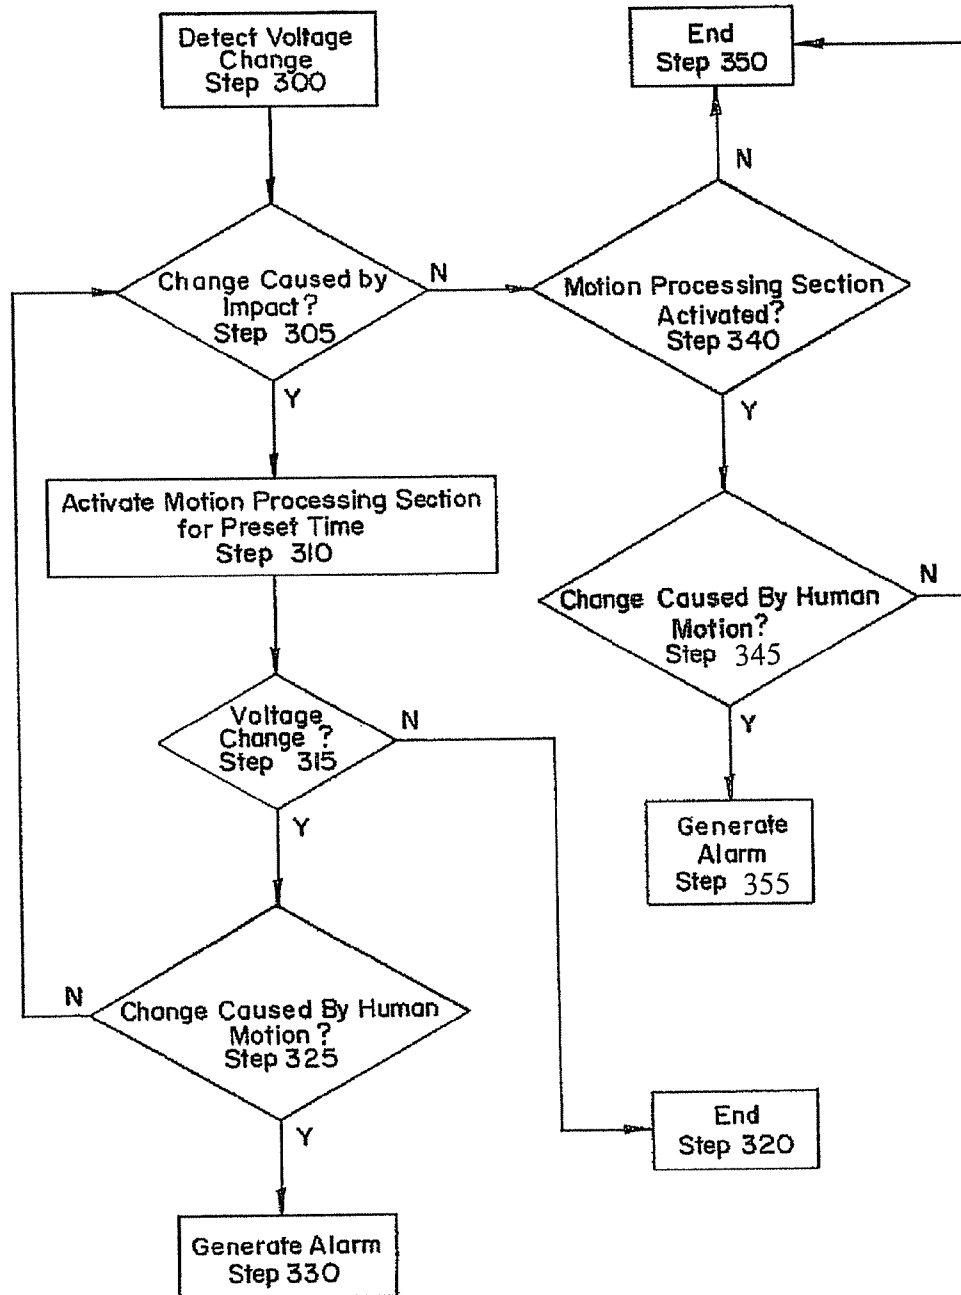 Detect Voltage
Change
Step 300
End
Step 350
N
Change Caused by
Impact?
Step 305
N
Motion Processing Section
Activated?
Step 340
Y
Y
Activate Motion Processing Section
for Preset Time
Step 310
Change Caused By Human
Motion?
Step 345
N
Y
Voltage
Change ?
Step 315
N
Y
Generate
Alarm
Step 355
Change Caused By Human
Motion ?
Step 325
N
Y
End
Step 320
Generate Alarm
Step 330